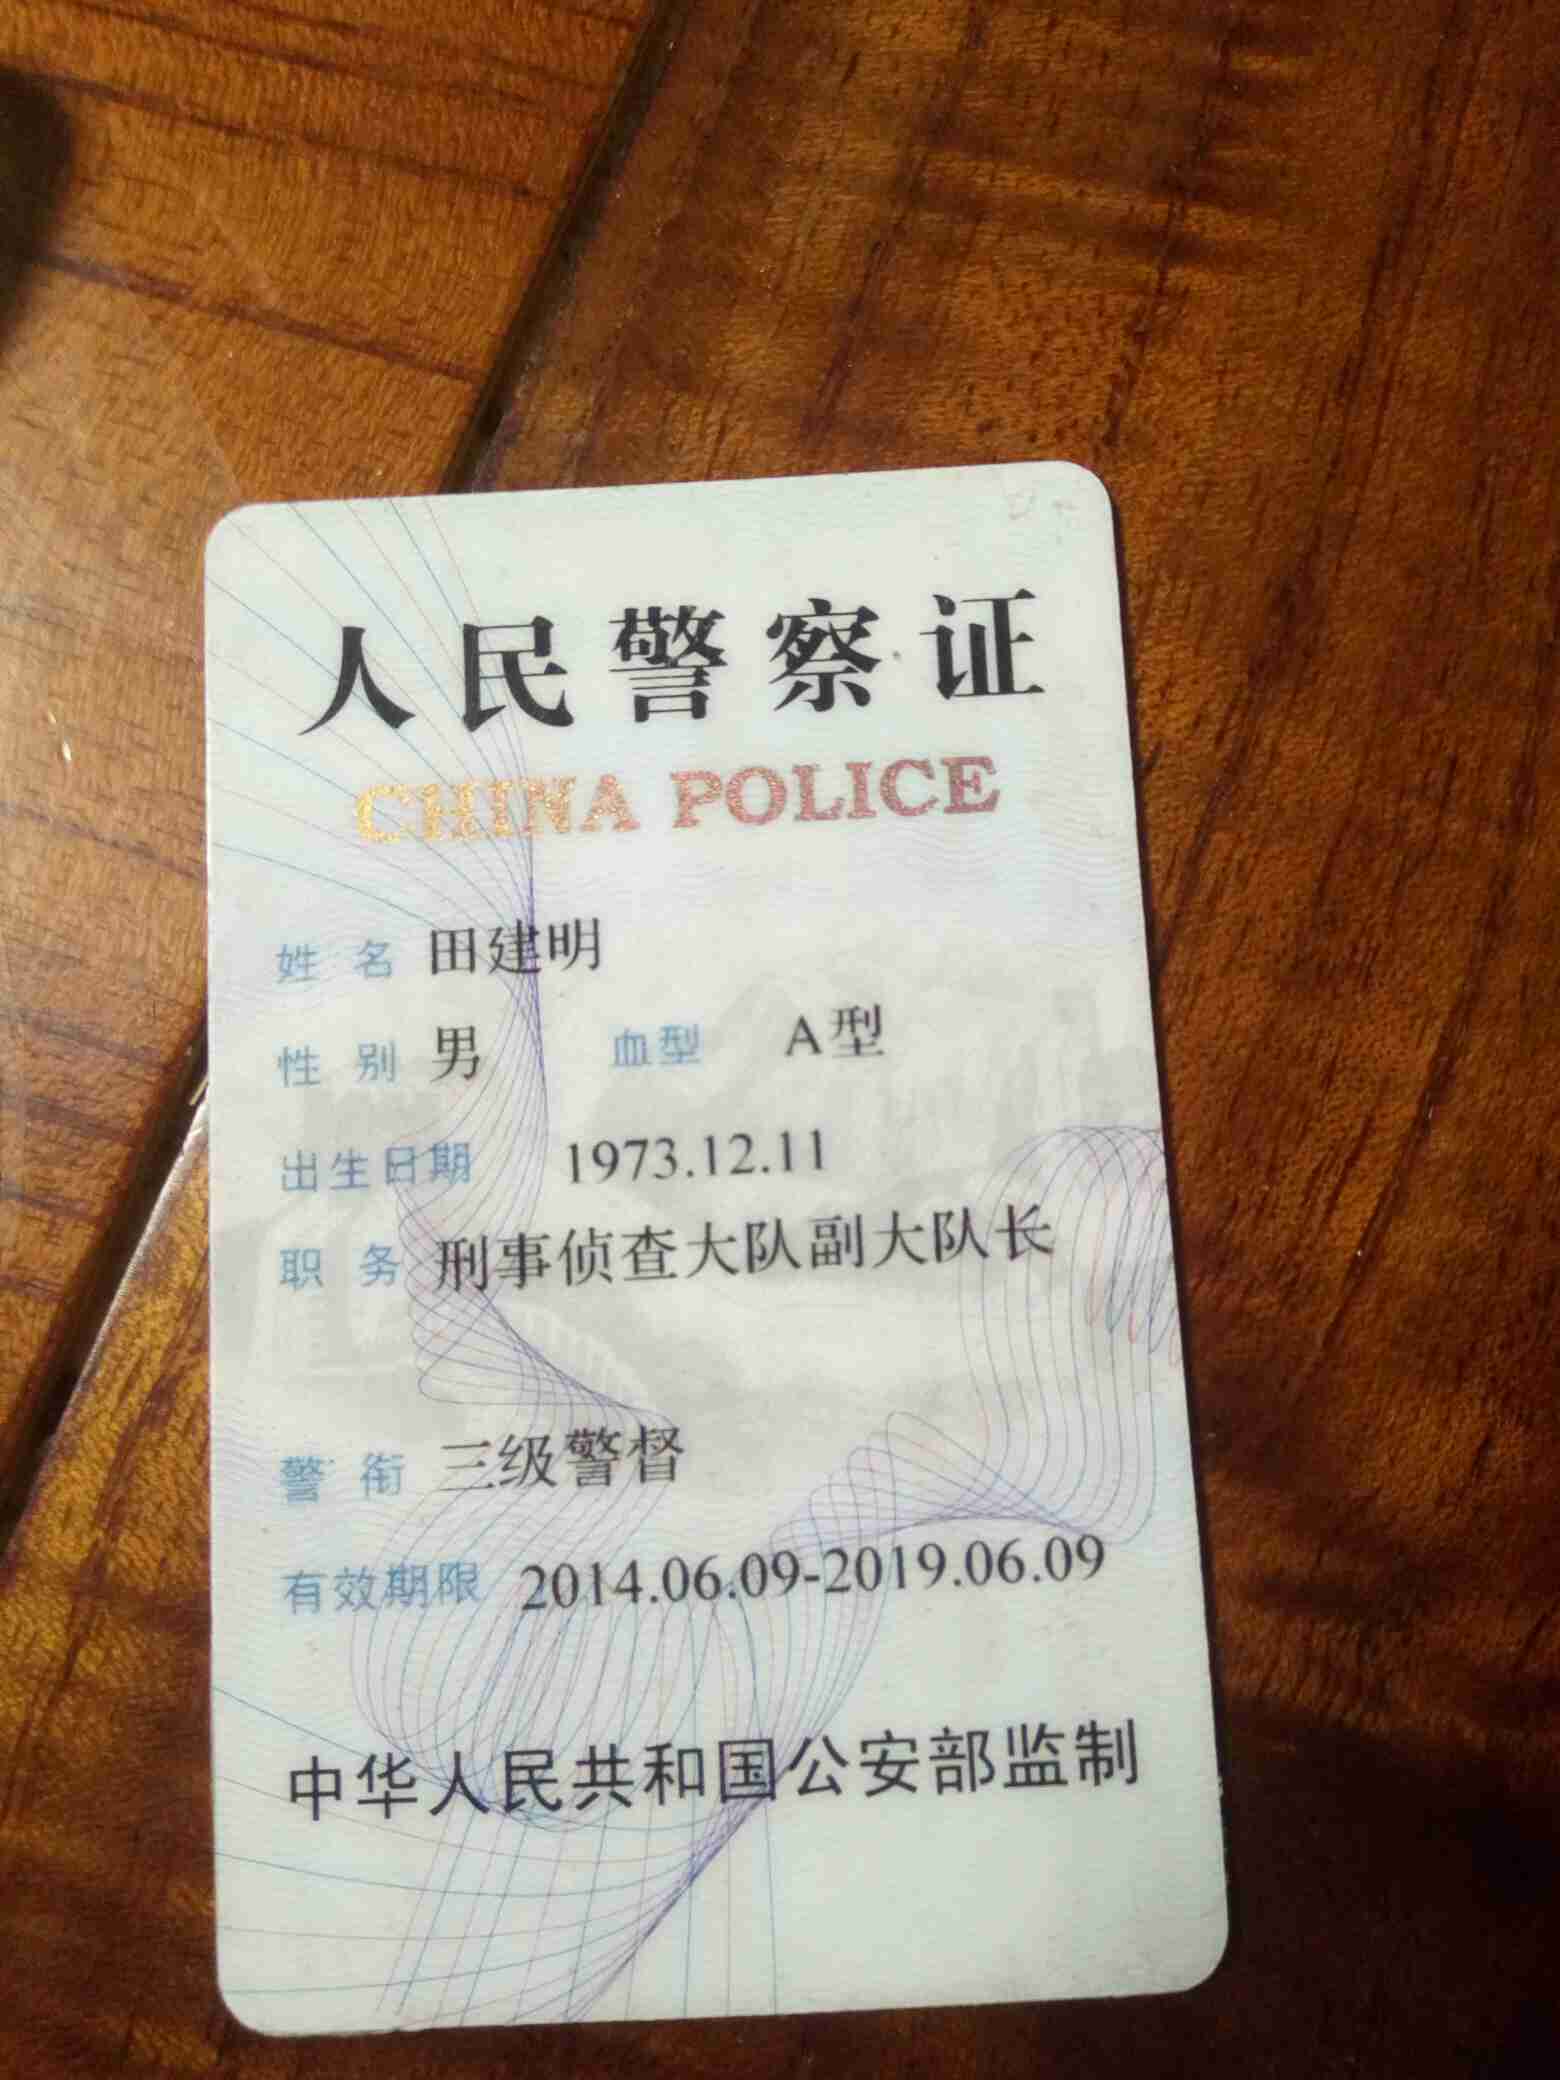 人民警察证
CHINA POLICE
姓 名 田建明
性 别 男 血型 A型
出生日期 1973.12.11
职 务 刑事侦查大队副大队长
警 衔 三级警督
有效期限 2014.06.09-2019.06.09
中华人民共和国公安部监制